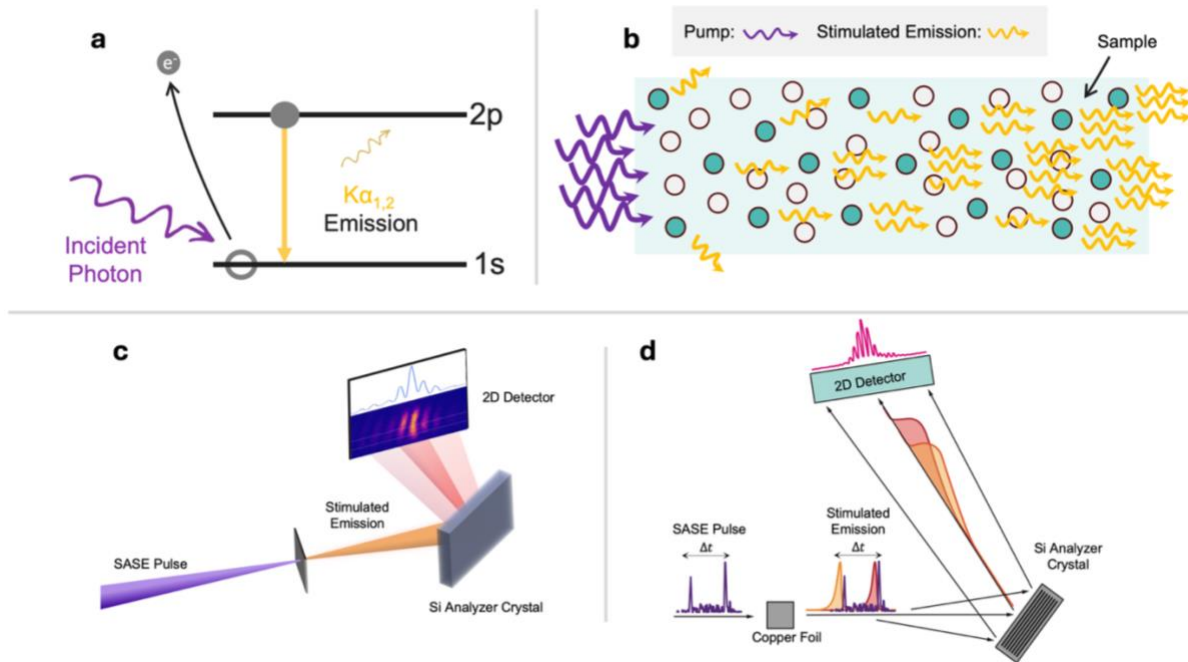 a
e-
2p
Kα1,2
Emission
Incident
Photon
1s
b
Pump:
Stimulated Emission:
Sample
c
2D Detector
Stimulated
Emission
SASE Pulse
Si Analyzer Crystal
d
2D Detector
SASE Pulse
Δt
Stimulated
Emission
Δt
Copper Foil
Si Analyzer
Crystal